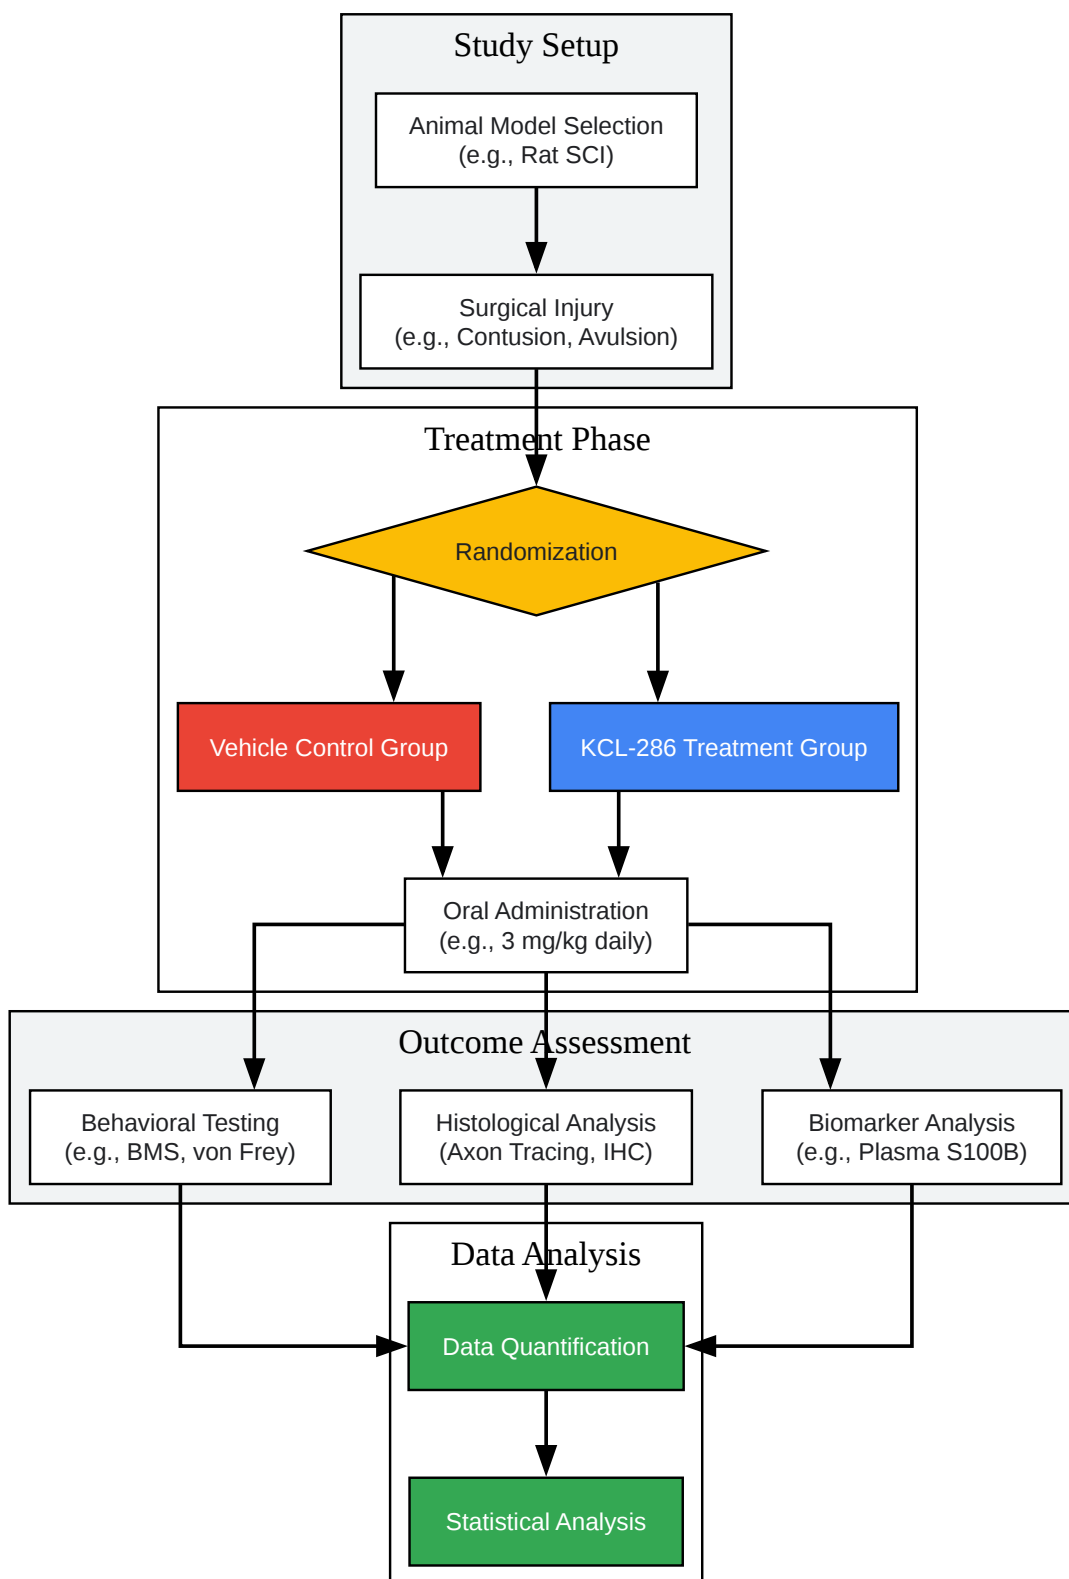 Study Setup
Animal Model Selection
(e.g., Rat SCI)
Surgical Injury
(e.g., Contusion, Avulsion)
Treatment Phase
Randomization
Vehicle Control Group
KCL-286 Treatment Group
Oral Administration
(e.g., 3 mg/kg daily)
Outcome Assessment
Behavioral Testing
(e.g., BMS, von Frey)
Histological Analysis
(Axon Tracing, IHC)
Biomarker Analysis
(e.g., Plasma S100B)
Data Analysis
Data Quantification
Statistical Analysis